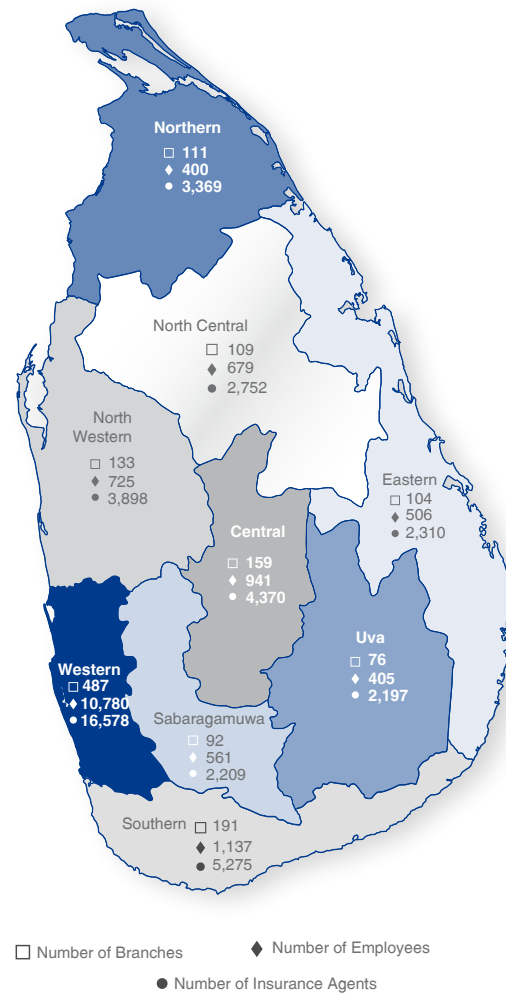 Northern
111
400
3,369
North Central
109
679
2,752
North
Western
133
725
3,898
Eastern
104
506
2,310
Central
159
941
4,370
Uva
76
405
2,197
Western
487
10,780
16,578
Sabaragamuwa
92
561
2,209
Southern 191
1,137
5,275
Number of Branches
Number of Employees
Number of Insurance Agents